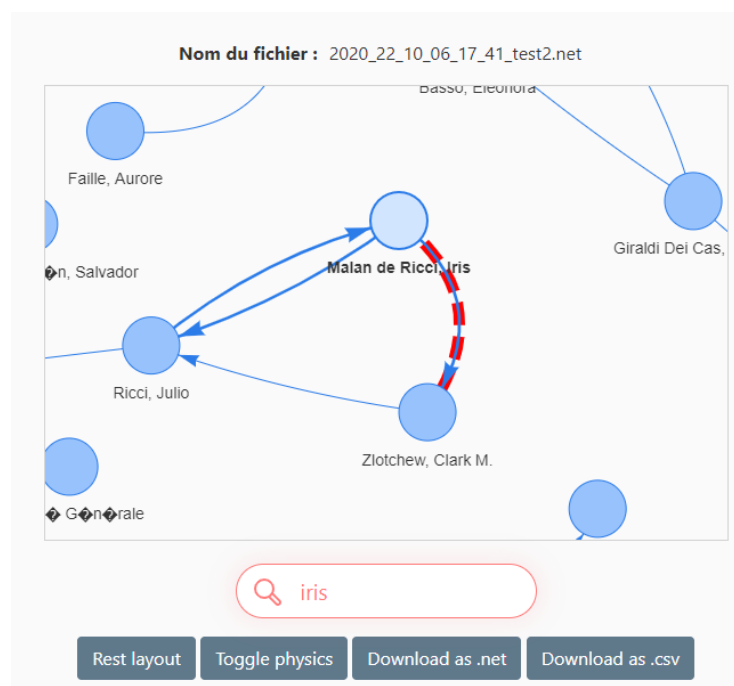 Nom du fichier : 2020_22_10_06_17_41_test2.net
Basso, Eleonora
Faille, Aurore
Giraldi Dei Cas,
�n, Salvador
Malan de Ricci, Iris
Ricci, Julio
Zlotchew, Clark M.
� G�n�rale
iris
Rest layout
Toggle physics
Download as .net
Download as .csv